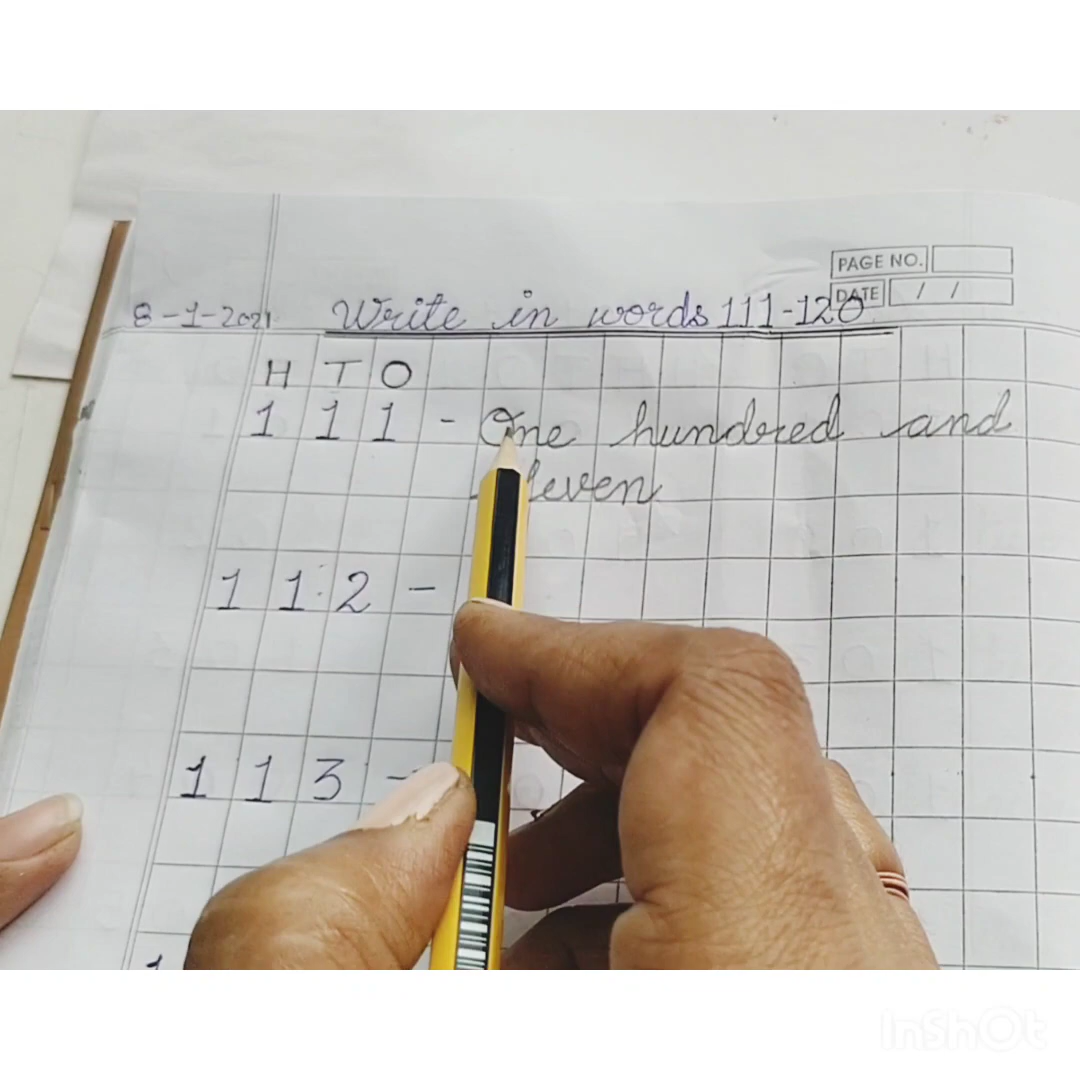 PAGE NO.
DATE / /
8-1-2021 Write in words 111-120
H T O
1 1 1 - One hundred and
leven
1 1 2 -
1 1 3 -
InShOt